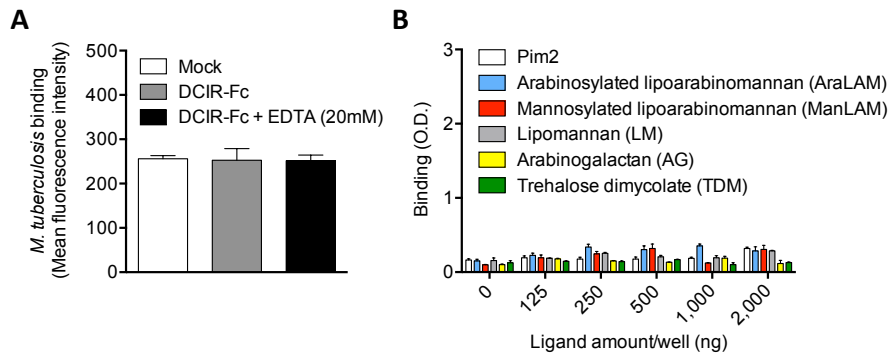 A
M. tuberculosis binding
(Mean fluorescence intensity)
500
400
300
200
100
0
Mock
DCIR-Fc
DCIR-Fc + EDTA (20mM)
B
Binding (O.D.)
3
2
1
0
Pim2
Arabinosylated lipoarabinomannan (AraLAM)
Mannosylated lipoarabinomannan (ManLAM)
Lipomannan (LM)
Arabinogalactan (AG)
Trehalose dimycolate (TDM)
0
125
250
500
1,000
2,000
Ligand amount/well (ng)